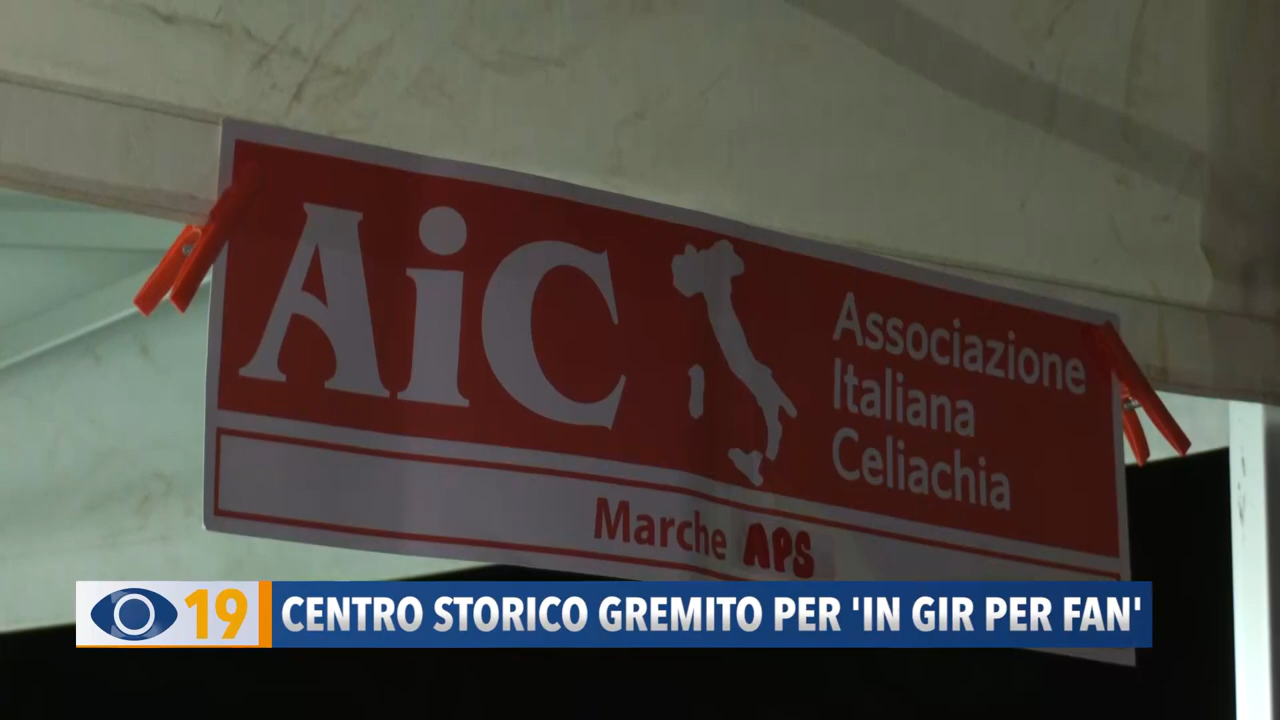 AiC
Associazione
Italiana
Celiachia
Marche APS
19 CENTRO STORICO GREMITO PER 'IN GIR PER FAN'